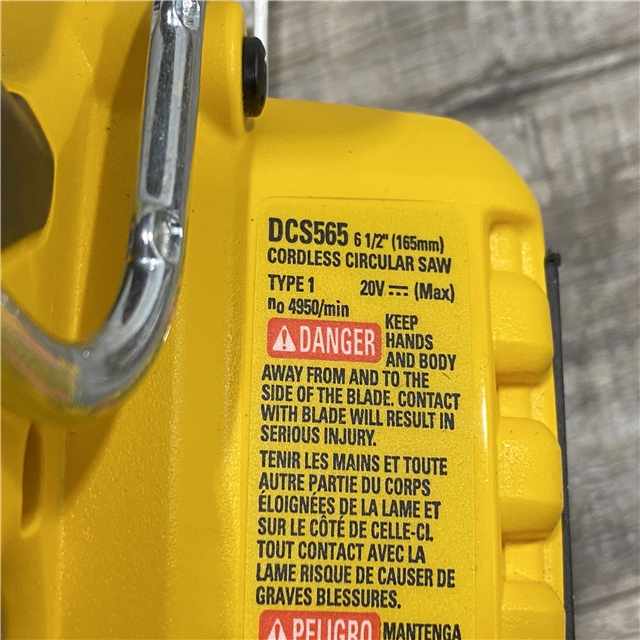 DCS565 6 1/2" (165mm)
CORDLESS CIRCULAR SAW
TYPE 1 20V ⎓ (Max)
no 4950/min
DANGER KEEP
HANDS
AND BODY
AWAY FROM AND TO THE
SIDE OF THE BLADE. CONTACT
WITH BLADE WILL RESULT IN
SERIOUS INJURY.
TENIR LES MAINS ET TOUTE
AUTRE PARTIE DU CORPS
ÉLOIGNÉES DE LA LAME ET
SUR LE CÔTÉ DE CELLE-CI.
TOUT CONTACT AVEC LA
LAME RISQUE DE CAUSER DE
GRAVES BLESSURES.
PELIGRO MANTENGA